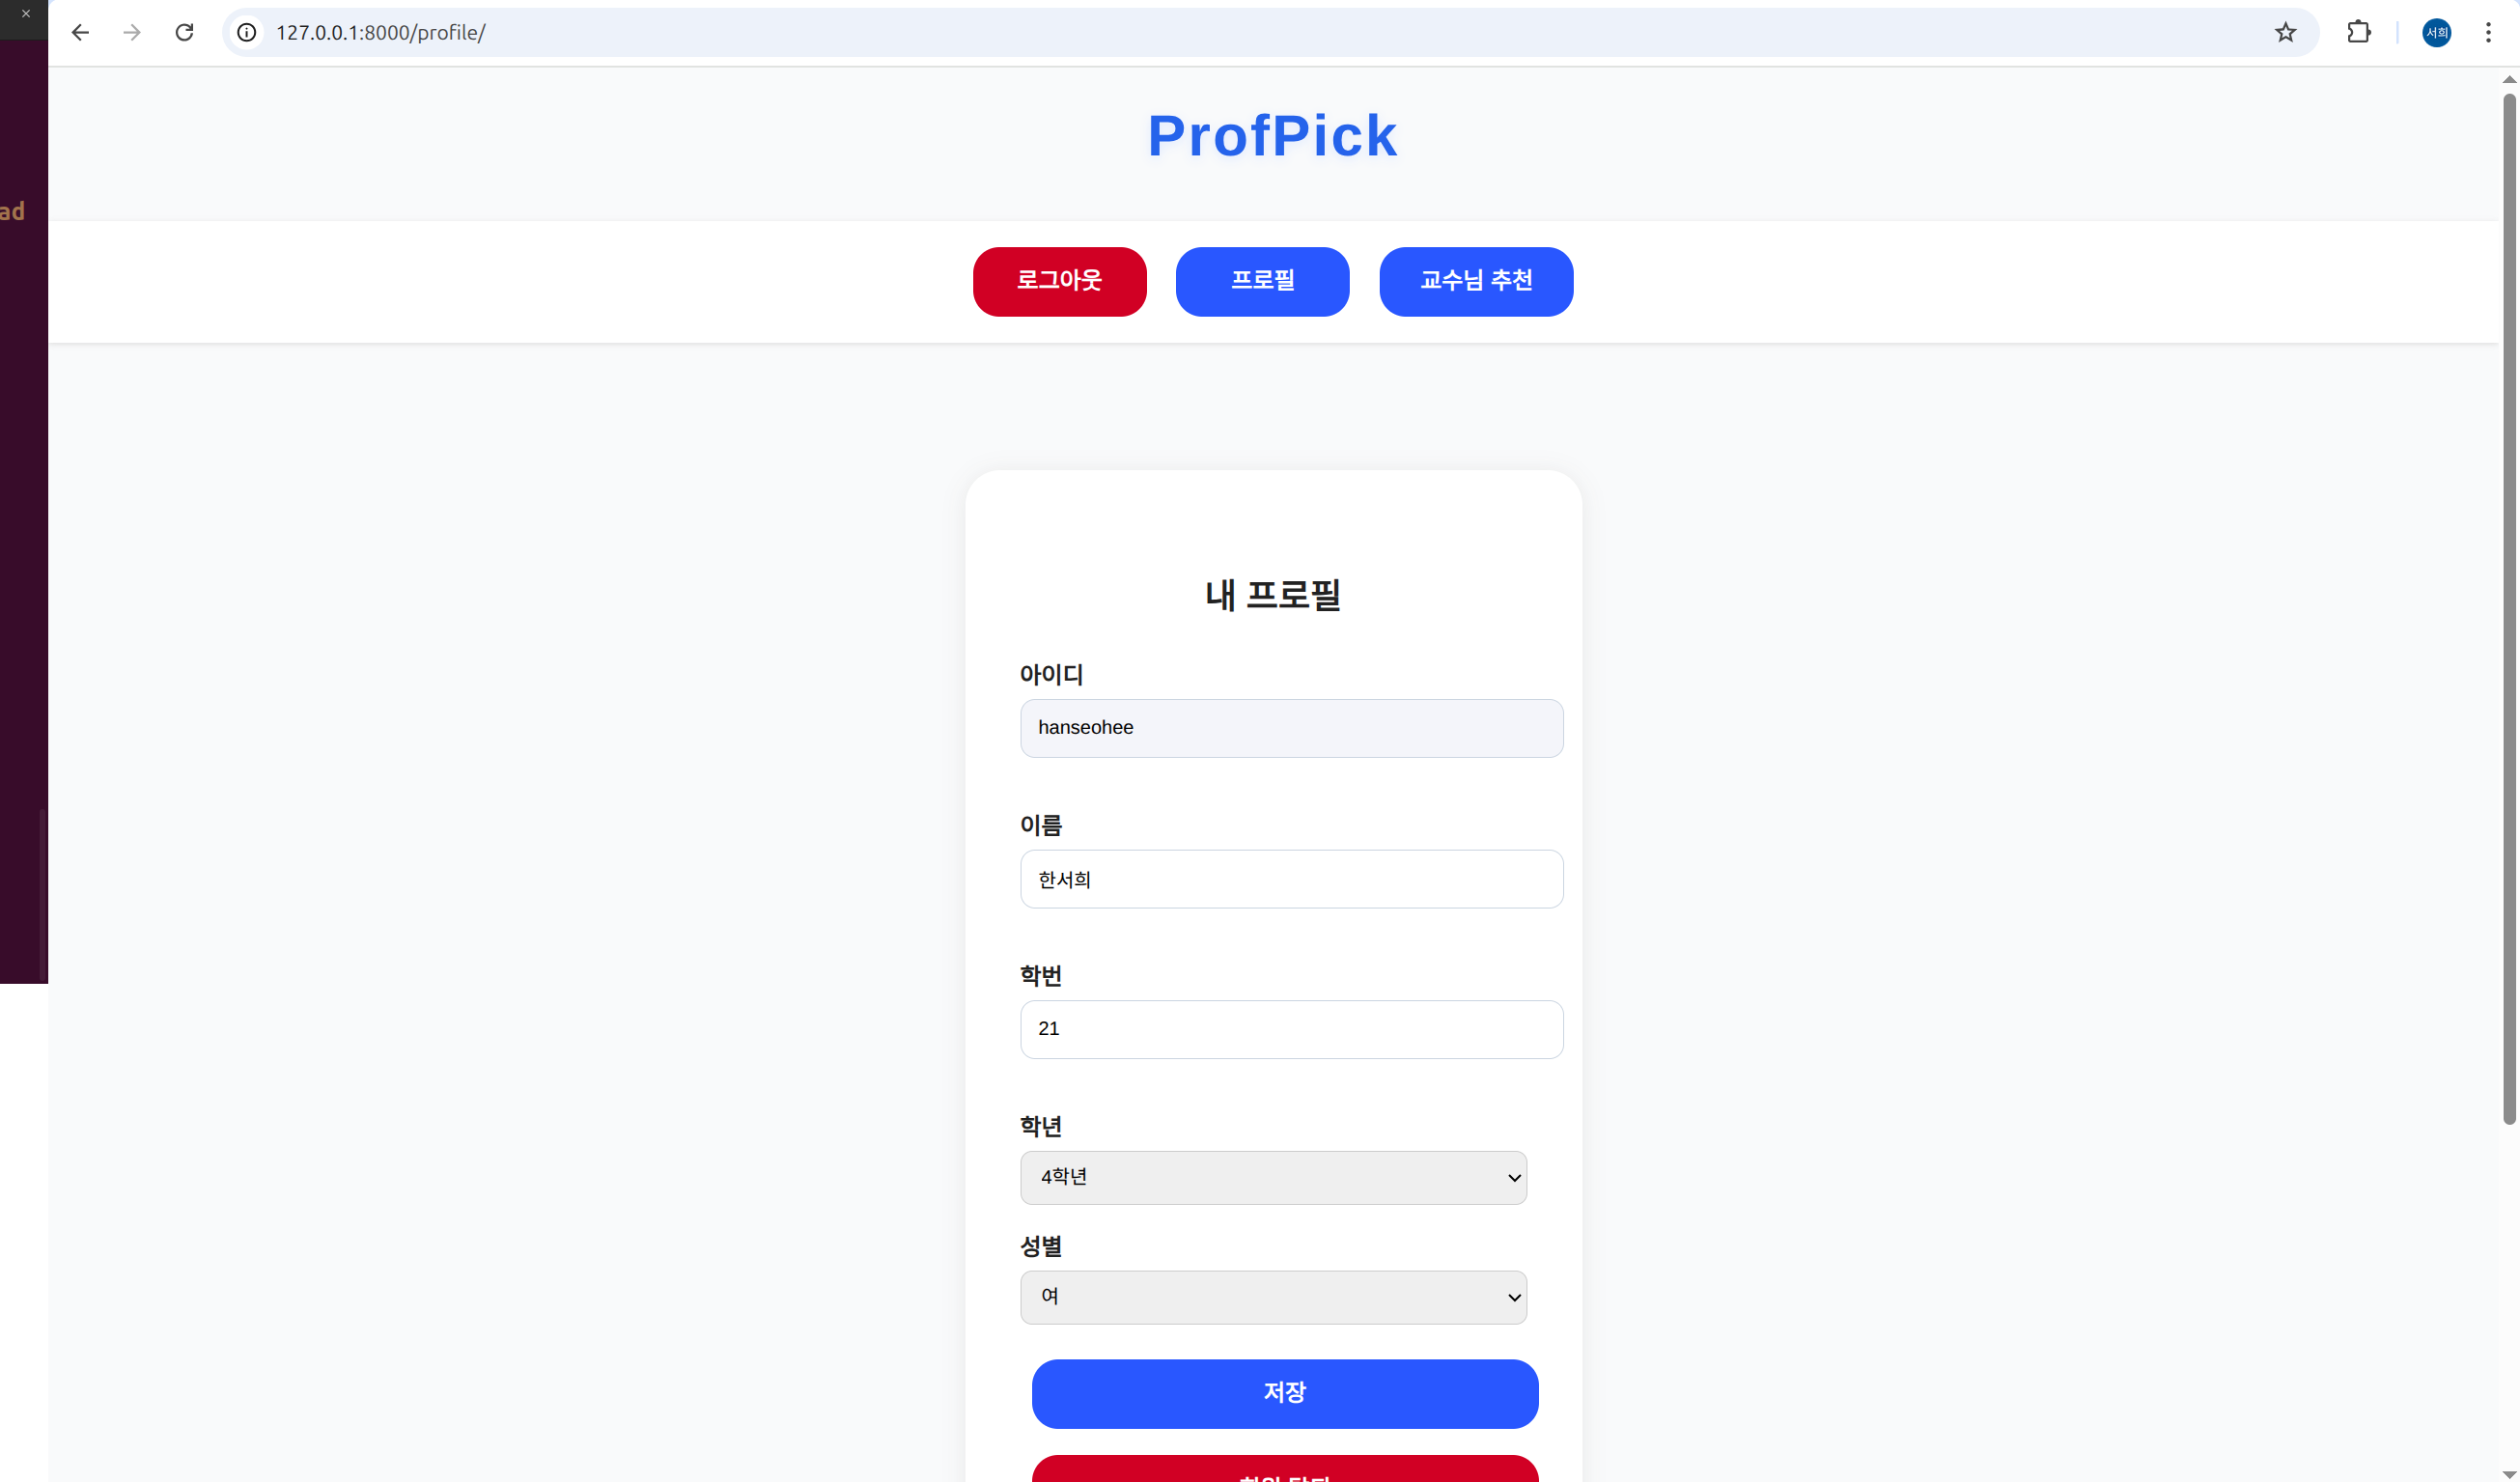 127.0.0.1:8000/profile/
서희
ad
ProfPick
로그아웃 프로필 교수님 추천
내 프로필
아이디
hanseohee
이름
한서희
학번
21
학년
4학년
성별
여
저장